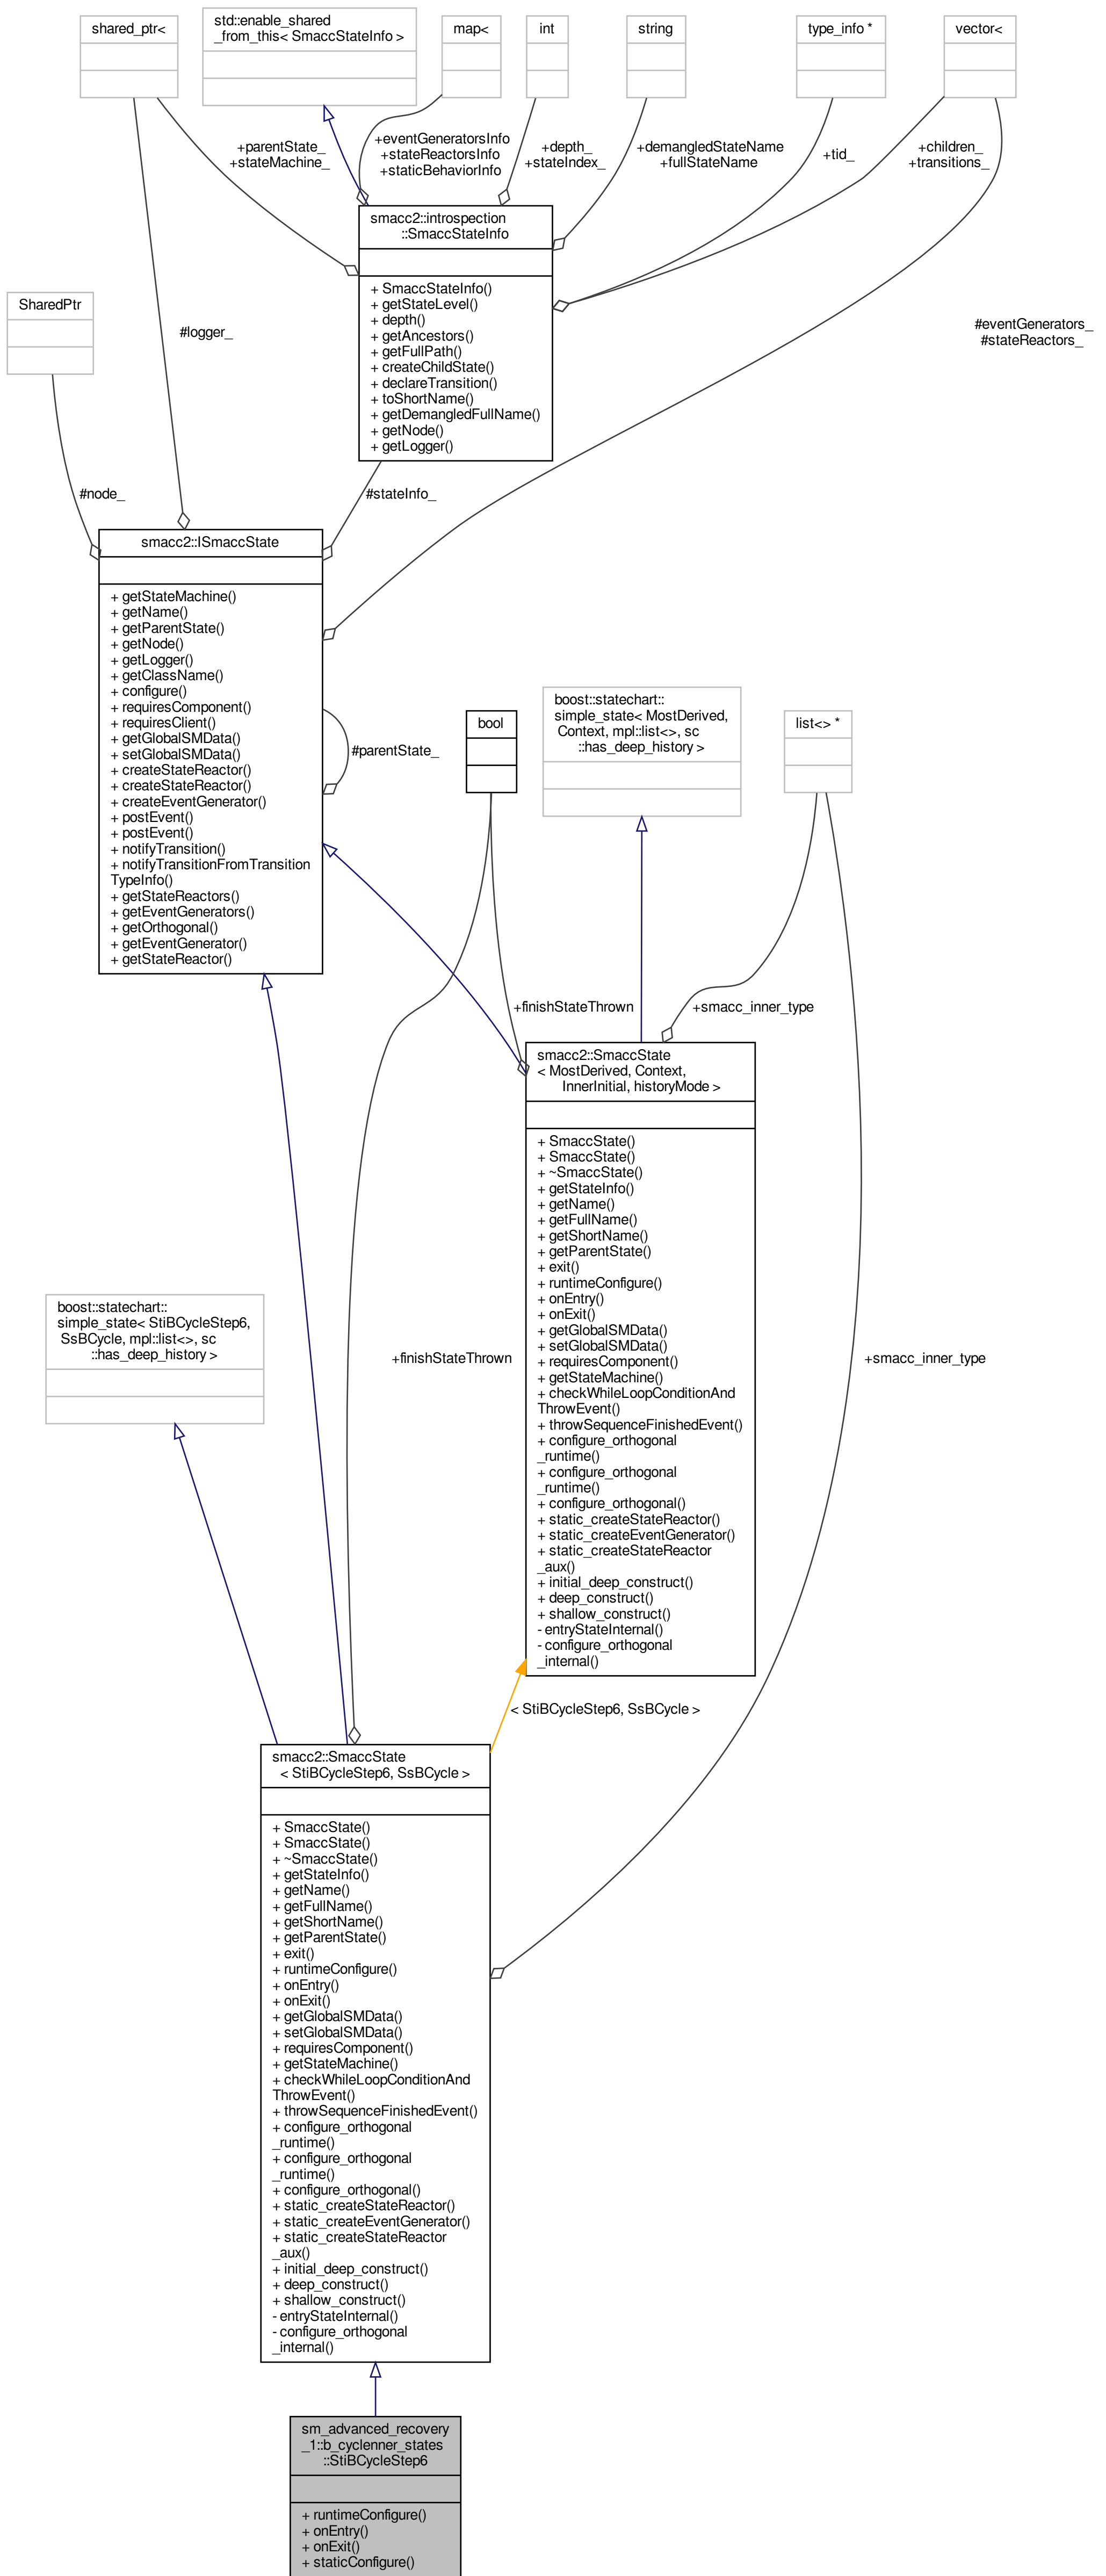 shared_ptr<
std::enable_shared
_from_this< SmaccStateInfo >
map<
int
string
type_info *
vector<
+parentState_
+stateMachine_
+eventGeneratorsInfo
+stateReactorsInfo
+staticBehaviorInfo
+depth_
+stateIndex_
+demangledStateName
+fullStateName
+tid_
+children_
+transitions_
smacc2::introspection
::SmaccStateInfo
+ SmaccStateInfo()
+ getStateLevel()
+ depth()
+ getAncestors()
+ getFullPath()
+ createChildState()
+ declareTransition()
+ toShortName()
+ getDemangledFullName()
+ getNode()
+ getLogger()
SharedPtr
#logger_
#eventGenerators_
#stateReactors_
#node_
#stateInfo_
smacc2::ISmaccState
+ getStateMachine()
+ getName()
+ getParentState()
+ getNode()
+ getLogger()
+ getClassName()
+ configure()
+ requiresComponent()
+ requiresClient()
+ getGlobalSMData()
+ setGlobalSMData()
+ createStateReactor()
+ createStateReactor()
+ createEventGenerator()
+ postEvent()
+ postEvent()
+ notifyTransition()
+ notifyTransitionFromTransition
TypeInfo()
+ getStateReactors()
+ getEventGenerators()
+ getOrthogonal()
+ getEventGenerator()
+ getStateReactor()
#parentState_
bool
boost::statechart::
simple_state< MostDerived,
Context, mpl::list<>, sc
::has_deep_history >
list<> *
+finishStateThrown
+smacc_inner_type
smacc2::SmaccState
< MostDerived, Context,
InnerInitial, historyMode >
+ SmaccState()
+ SmaccState()
+ ~SmaccState()
+ getStateInfo()
+ getName()
+ getFullName()
+ getShortName()
+ getParentState()
+ exit()
+ runtimeConfigure()
+ onEntry()
+ onExit()
+ getGlobalSMData()
+ setGlobalSMData()
+ requiresComponent()
+ getStateMachine()
+ checkWhileLoopConditionAnd
ThrowEvent()
+ throwSequenceFinishedEvent()
+ configure_orthogonal
_runtime()
+ configure_orthogonal
_runtime()
+ configure_orthogonal()
+ static_createStateReactor()
+ static_createEventGenerator()
+ static_createStateReactor
_aux()
+ initial_deep_construct()
+ deep_construct()
+ shallow_construct()
- entryStateInternal()
- configure_orthogonal
_internal()
boost::statechart::
simple_state< StiBCycleStep6,
SsBCycle, mpl::list<>, sc
::has_deep_history >
+finishStateThrown
+smacc_inner_type
< StiBCycleStep6, SsBCycle >
smacc2::SmaccState
< StiBCycleStep6, SsBCycle >
+ SmaccState()
+ SmaccState()
+ ~SmaccState()
+ getStateInfo()
+ getName()
+ getFullName()
+ getShortName()
+ getParentState()
+ exit()
+ runtimeConfigure()
+ onEntry()
+ onExit()
+ getGlobalSMData()
+ setGlobalSMData()
+ requiresComponent()
+ getStateMachine()
+ checkWhileLoopConditionAnd
ThrowEvent()
+ throwSequenceFinishedEvent()
+ configure_orthogonal
_runtime()
+ configure_orthogonal
_runtime()
+ configure_orthogonal()
+ static_createStateReactor()
+ static_createEventGenerator()
+ static_createStateReactor
_aux()
+ initial_deep_construct()
+ deep_construct()
+ shallow_construct()
- entryStateInternal()
- configure_orthogonal
_internal()
sm_advanced_recovery
_1::b_cyclenner_states
::StiBCycleStep6
+ runtimeConfigure()
+ onEntry()
+ onExit()
+ staticConfigure()